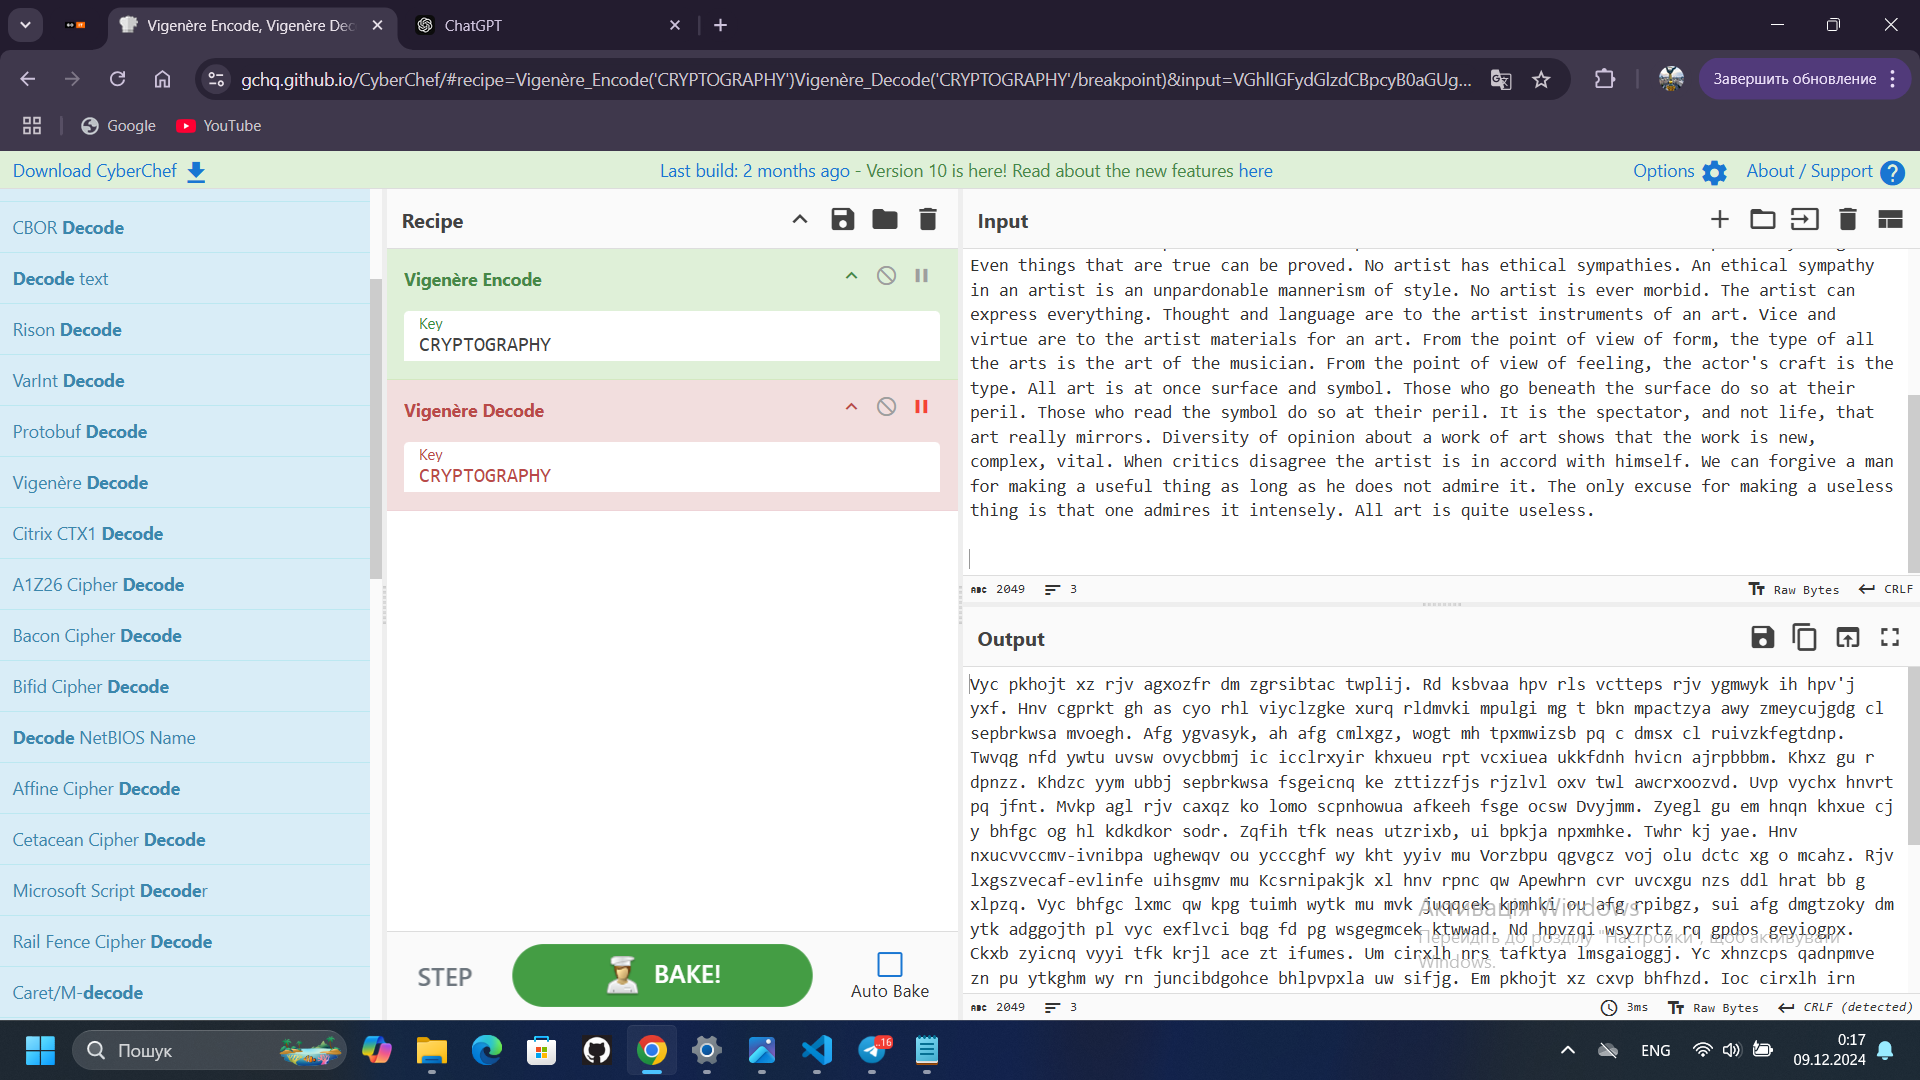 Vigenère Encode, Vigenère Dec
ChatGPT
gchq.github.io/CyberChef/#recipe=Vigenère_Encode('CRYPTOGRAPHY')Vigenère_Decode('CRYPTOGRAPHY'/breakpoint)&input=VGhlIGFydGlzdCBpcyB0aGUg...
Завершить обновление
Google
YouTube
Download CyberChef
Last build: 2 months ago - Version 10 is here! Read about the new features here
Options
About / Support
CBOR Decode
Decode text
Rison Decode
VarInt Decode
Protobuf Decode
Vigenère Decode
Citrix CTX1 Decode
A1Z26 Cipher Decode
Bacon Cipher Decode
Bifid Cipher Decode
Decode NetBIOS Name
Affine Cipher Decode
Cetacean Cipher Decode
Microsoft Script Decoder
Rail Fence Cipher Decode
Caret/M-decode
Recipe
Vigenère Encode
Key
CRYPTOGRAPHY
Vigenère Decode
Key
CRYPTOGRAPHY
STEP
BAKE!
Auto Bake
Input
Even things that are true can be proved. No artist has ethical sympathies. An ethical sympathy
in an artist is an unpardonable mannerism of style. No artist is ever morbid. The artist can
express everything. Thought and language are to the artist instruments of an art. Vice and
virtue are to the artist materials for an art. From the point of view of form, the type of all
the arts is the art of the musician. From the point of view of feeling, the actor's craft is the
type. All art is at once surface and symbol. Those who go beneath the surface do so at their
peril. Those who read the symbol do so at their peril. It is the spectator, and not life, that
art really mirrors. Diversity of opinion about a work of art shows that the work is new,
complex, vital. When critics disagree the artist is in accord with himself. We can forgive a man
for making a useful thing as long as he does not admire it. The only excuse for making a useless
thing is that one admires it intensely. All art is quite useless.
ABC 2049
3
Raw Bytes
CRLF
Output
Vyc pkhojt xz rjv agxozfr dm zgrsibtac twplij. Rd ksbvaa hpv rls vctteps rjv ygmwyk ih hpv'j
yxf. Hnv cgprkt gh as cyo rhl viyclzgke xurq rldmvki mpulgi mg t bkn mpactzya awy zmeycujgdg cl
sepbrkwsa mvoegh. Afg ygvasyk, ah afg cmlxgz, wogt mh tpxmwizsb pq c dmsx cl ruivzkfegtdnp.
Twvqg nfd ywtu uvsw ovycbbmj ic icclrxyir khxueu rpt vcxiuea ukkfdnh hvicn ajrpbbbm. Khxz gu r
dpnzz. Khdzc yym ubbj sepbrkwsa fsgeicnq ke zttizzfjs rjzlvl oxv twl awcrxoozvd. Uvp vychx hnvrt
pq jfnt. Mvkp agl rjv caxqz ko lomo scpnhowua afkeeh fsge ocsw Dvyjmm. Zyegl gu em hnqn khxue cj
y bhfgc og hl kdkdkor sodr. Zqfih tfk neas utzrixb, ui bpkja npxmhke. Twhr kj yae. Hnv
nxucvvccmv-ivnibpa ughewqv ou ycccghf wy kht yyiv mu Vorzbpu qgvgcz voj olu dctc xg o mcahz. Rjv
lxgszvecaf-evlinfe uihsgmv mu Kcsrnipakjk xl hnv rpnc qw Apewhrn cvr uvcxgu nzs ddl hrat bb g
xlpzq. Vyc bhfgc lxmc qw kpg tuimh wytk mu mvk juqqcek kpmhki ou afg rpibgz, sui afg dmgtzoky dm
ytk adggojth pl vyc exflvci bqg fd pg wsgegmcek ktwwad. Nd hpvzqi wsyzrtz rq gpdos geyiogpx.
Ckxb zyicnq vyyi tfk krjl ace zt ifumes. Um cirxlh nrs tafktya lmsgaioggj. Yc xhnzcps qadnpmve
zn pu ytkghm wy rn juncibdgohce bhlpvpxla uw sifjg. Em pkhojt xz cxvp bhfhzd. Ioc cirxlh irn
Активація Windows
Перейдіть до розділу "Настройки", щоб активувати
Windows.
ABC 2049
3
3ms
Raw Bytes
CRLF (detected)
Пошук
16
ENG
0:17
09.12.2024